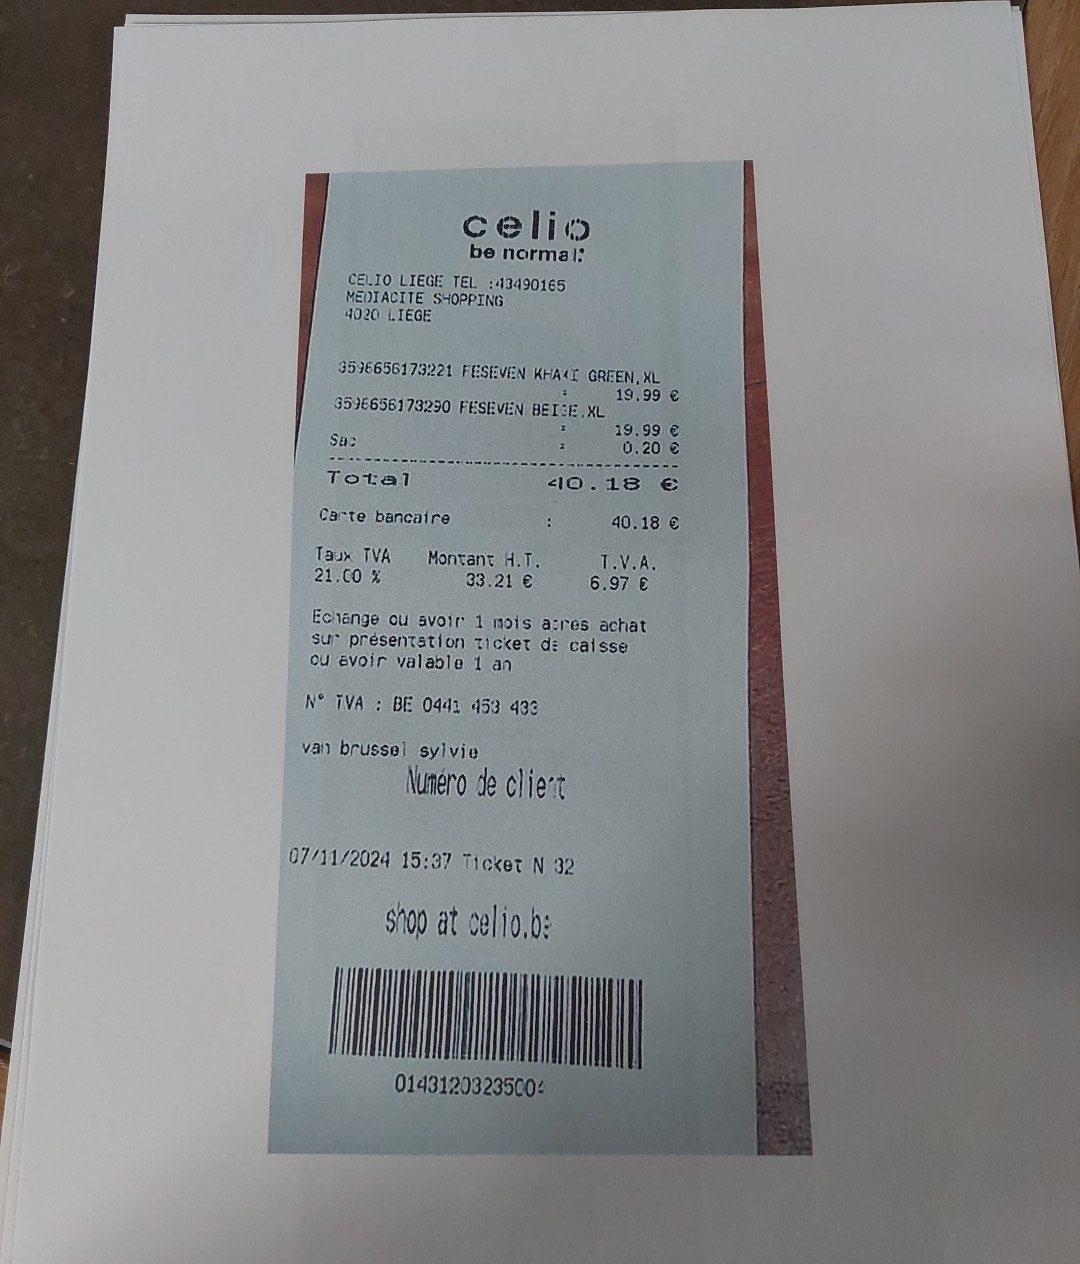 celio
be normal:
CELIO LIEGE TEL :43490165
MEDIACITE SHOPPING
4020 LIEGE
3596656173221 FESEVEN KHAKI GREEN.XL
: 19.99 €
3596656173290 FESEVEN BEIGE.XL
: 19.99 €
Sac : 0.20 €
Total 40.18 €
Carte bancaire : 40.18 €
Taux TVA Montant H.T. T.V.A.
21.00 % 33.21 € 6.97 €
Echange ou avoir 1 mois apres achat
sur présentation ticket de caisse
ou avoir valable 1 an
N° TVA : BE 0441 453 433
van brussel sylvie
Numéro de client
07/11/2024 15:37 Ticket N 32
shop at celio.be